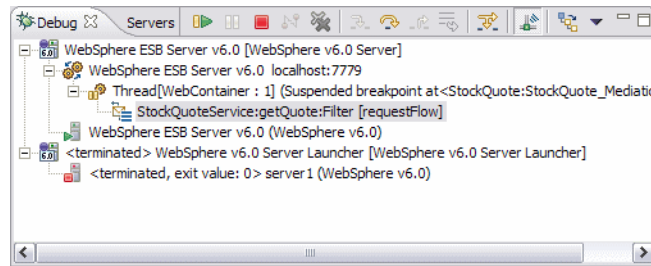 Debug Servers
WebSphere ESB Server v6.0 [WebSphere v6.0 Server]
WebSphere ESB Server v6.0 localhost:7779
Thread[WebContainer : 1] (Suspended breakpoint at<StockQuote:StockQuote_Mediatio
StockQuoteService:getQuote:Filter [requestFlow]
WebSphere ESB Server v6.0 (WebSphere v6.0)
<terminated> WebSphere v6.0 Server Launcher [WebSphere v6.0 Server Launcher]
<terminated, exit value: 0> server1 (WebSphere v6.0)